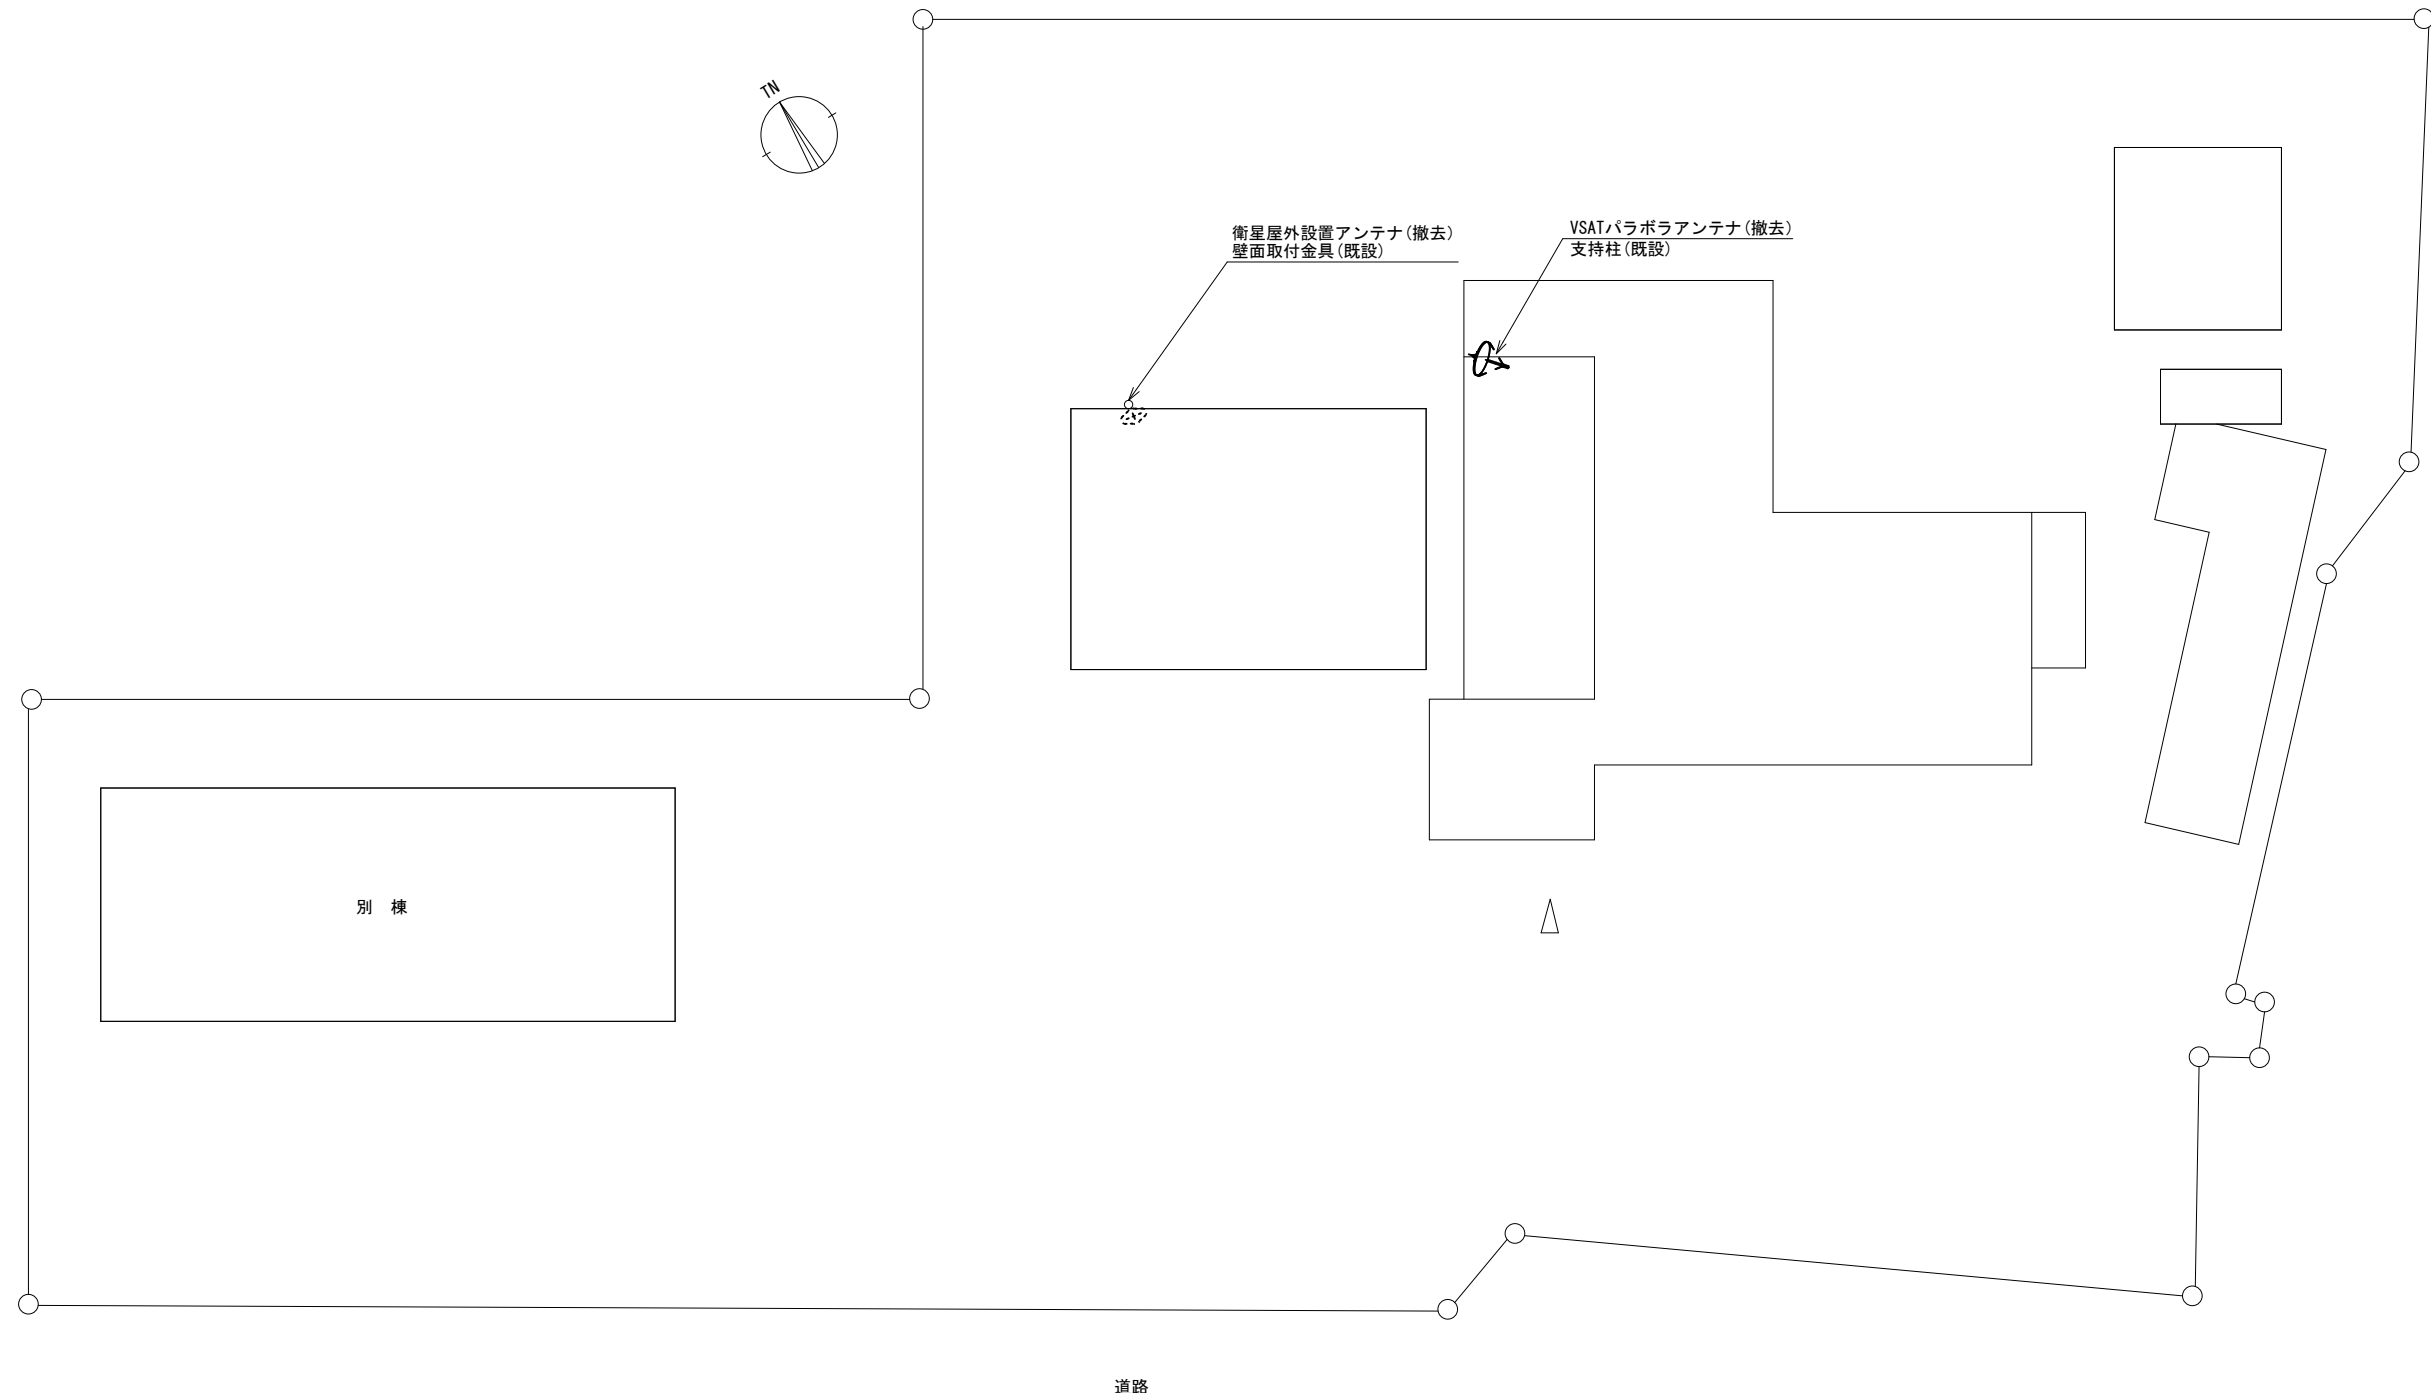 TN
衛星屋外設置アンテナ(撤去)
壁面取付金具(既設)
VSATパラボラアンテナ(撤去)
支持柱(既設)
別　棟
道路